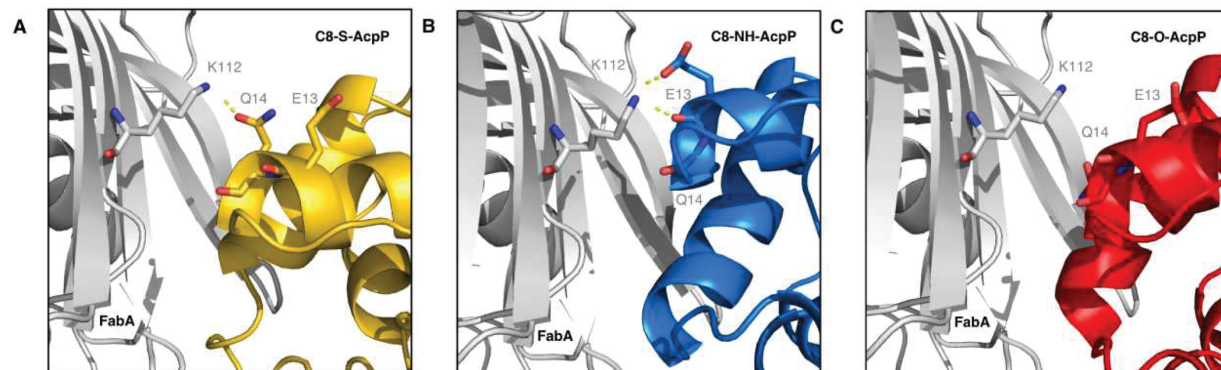 A
C8-S-AcpP
K112
Q14
E13
FabA
B
C8-NH-AcpP
K112
E13
Q14
FabA
C
C8-O-AcpP
K112
E13
Q14
FabA